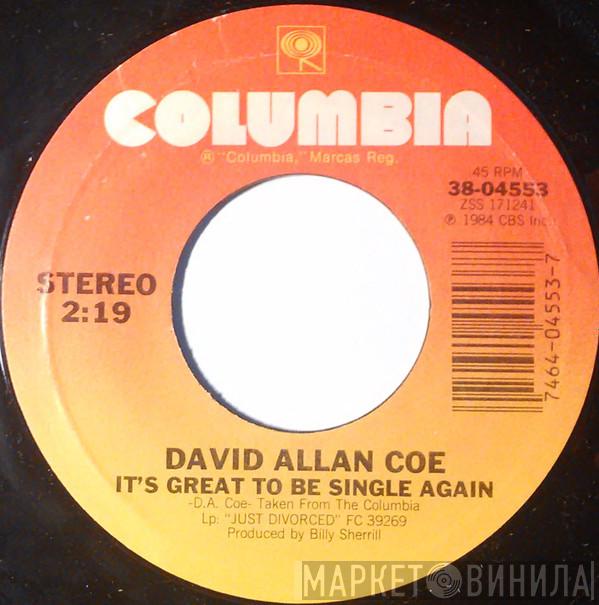 COLUMBIA
® "Columbia," Marcas Reg.
45 RPM
38-04553
ZSS 171241
℗ 1984 CBS Inc.
STEREO
2:19
7464-04553-7
DAVID ALLAN COE
IT'S GREAT TO BE SINGLE AGAIN
-D.A. Coe- Taken From The Columbia
Lp: "JUST DIVORCED" FC 39269
Produced by Billy Sherrill
МАРКЕТ ВИНИЛА